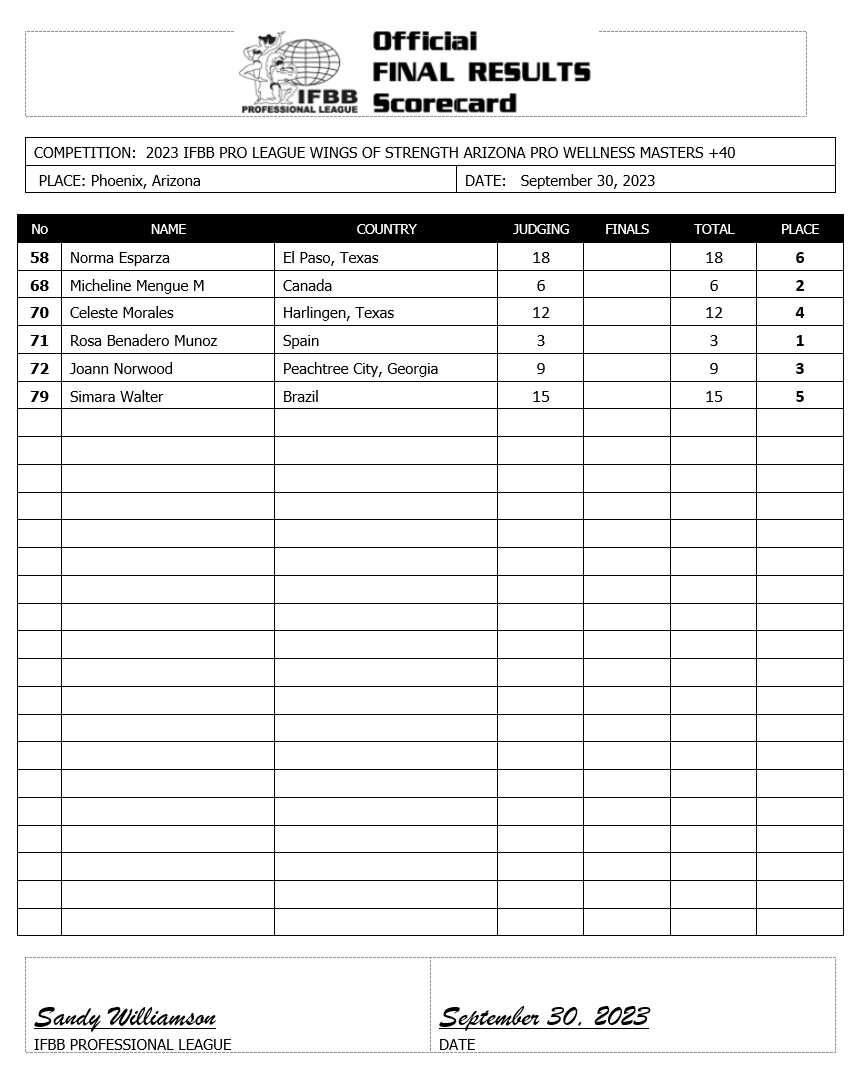 Official
FINAL RESULTS
Scorecard
IFBB
PROFESSIONAL LEAGUE
COMPETITION: 2023 IFBB PRO LEAGUE WINGS OF STRENGTH ARIZONA PRO WELLNESS MASTERS +40
PLACE: Phoenix, Arizona DATE: September 30, 2023
No NAME COUNTRY JUDGING FINALS TOTAL PLACE
58 Norma Esparza El Paso, Texas 18 18 6
68 Micheline Mengue M Canada 6 6 2
70 Celeste Morales Harlingen, Texas 12 12 4
71 Rosa Benadero Munoz Spain 3 3 1
72 Joann Norwood Peachtree City, Georgia 9 9 3
79 Simara Walter Brazil 15 15 5
Sandy Williamson September 30, 2023
IFBB PROFESSIONAL LEAGUE DATE